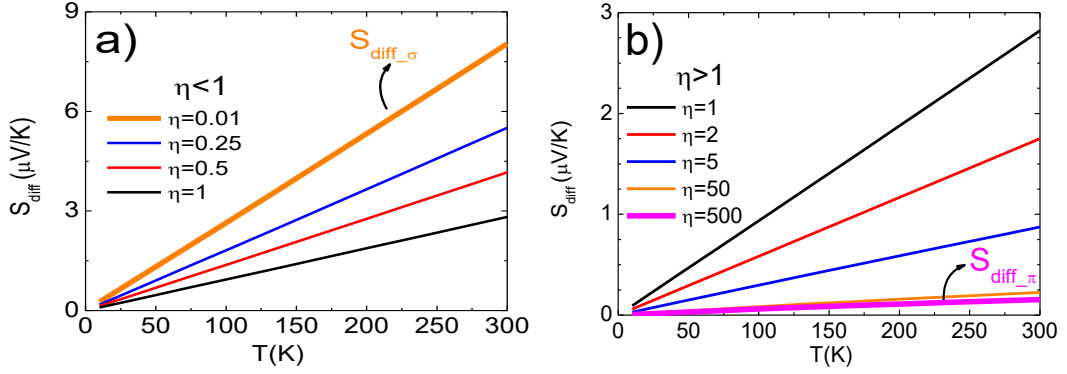 a)
S_diff_σ
η<1
η=0.01
η=0.25
η=0.5
η=1
S_diff (μV/K)
9
6
3
0
0 50 100 150 200 250 300
T(K)
b)
η>1
η=1
η=2
η=5
η=50
η=500
S_diff_π
S_diff (μV/K)
3
2
1
0
0 50 100 150 200 250 300
T(K)